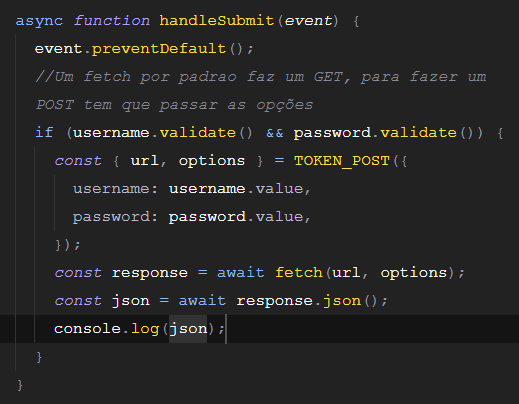 async function handleSubmit(event) {
event.preventDefault();
//Um fetch por padrao faz um GET, para fazer um
POST tem que passar as opções
if (username.validate() && password.validate()) {
const { url, options } = TOKEN_POST({
username: username.value,
password: password.value,
});
const response = await fetch(url, options);
const json = await response.json();
console.log(json);
}
}